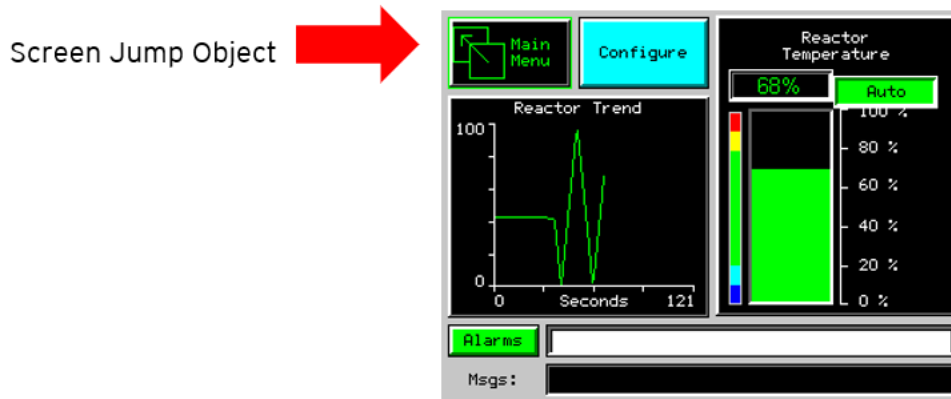 Screen Jump Object
Main
Menu
Configure
Reactor
Temperature
68%
Auto
Reactor Trend
100
0
0
Seconds
121
100 %
80 %
60 %
40 %
20 %
0 %
Alarms
Msgs: